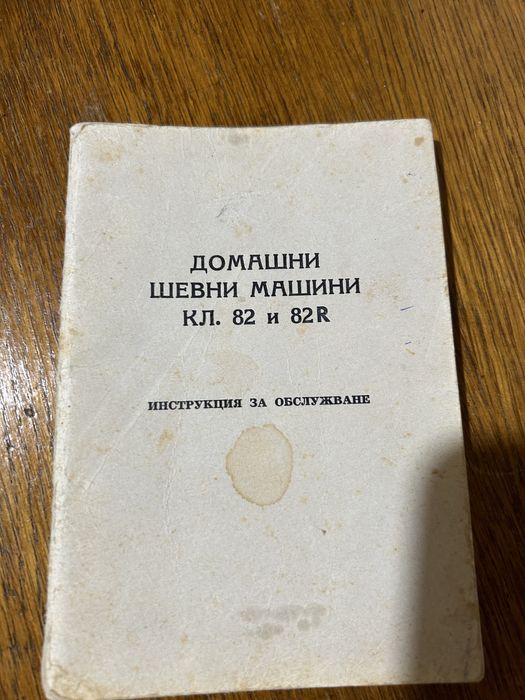 ДОМАШНИ
ШЕВНИ МАШИНИ
КЛ. 82 и 82R
ИНСТРУКЦИЯ ЗА ОБСЛУЖВАНЕ